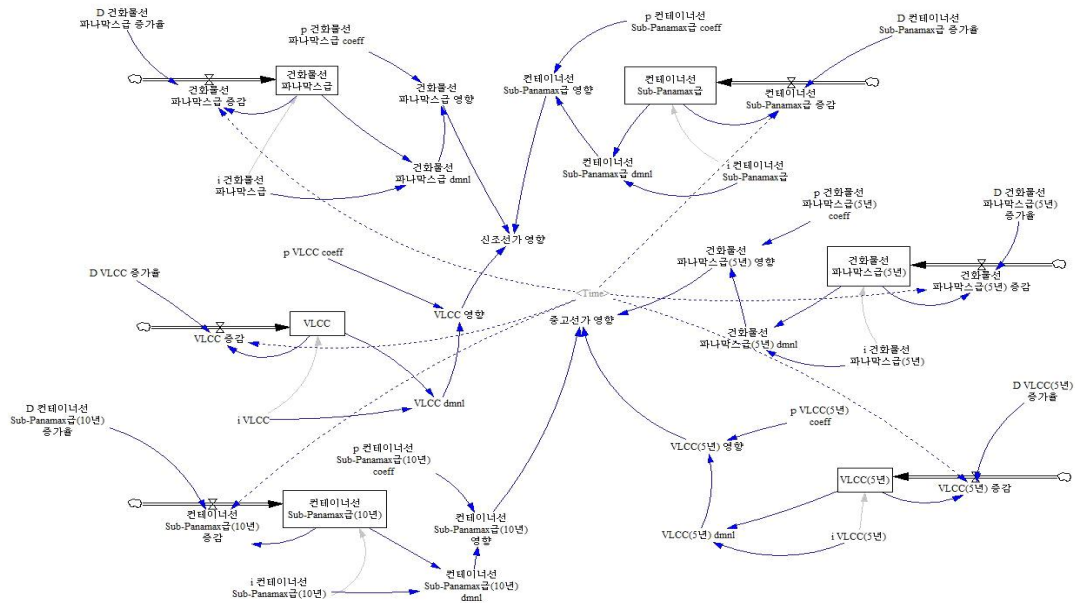 D 건화물선
파나막스급 증가율
p 건화물선
파나막스급 coeff
p 컨테이너선
Sub-Panamax급 coeff
D 컨테이너선
Sub-Panamax급 증가율
건화물선
파나막스급 증감
건화물선
파나막스급
건화물선
파나막스급 영향
컨테이너선
Sub-Panamax급 영향
컨테이너선
Sub-Panamax급
컨테이너선
Sub-Panamax급 증감
i 건화물선
파나막스급
건화물선
파나막스급 dmnl
컨테이너선
Sub-Panamax급 dmnl
i 컨테이너선
Sub-Panamax급
p 건화물선
파나막스급(5년)
coeff
D 건화물선
파나막스급(5년)
증가율
신조선가 영향
건화물선
파나막스급(5년) 영향
건화물선
파나막스급(5년)
건화물선
파나막스급(5년) 증감
p VLCC coeff
D VLCC 증가율
<Time>
VLCC 영향
중고선가 영향
VLCC 증감
VLCC
건화물선
파나막스급(5년) dmnl
i 건화물선
파나막스급(5년)
i VLCC
VLCC dmnl
D 컨테이너선
Sub-Panamax급(10년)
증가율
p 컨테이너선
Sub-Panamax급(10년)
coeff
p VLCC(5년)
coeff
D VLCC(5년)
증가율
VLCC(5년) 영향
VLCC(5년)
VLCC(5년) 증감
컨테이너선
Sub-Panamax급(10년)
증감
컨테이너선
Sub-Panamax급(10년)
컨테이너선
Sub-Panamax급(10년)
영향
VLCC(5년) dmnl
i VLCC(5년)
i 컨테이너선
Sub-Panamax급(10년)
컨테이너선
Sub-Panamax급(10년)
dmnl